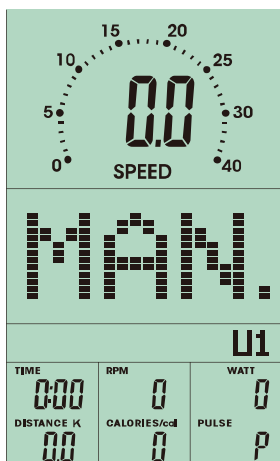 15 20
10 25
5 0.0 30
0 SPEED 40
MAN.
U1
TIME RPM WATT
0:00 0 0
DISTANCE K CALORIES/cal PULSE
0.0 0 P